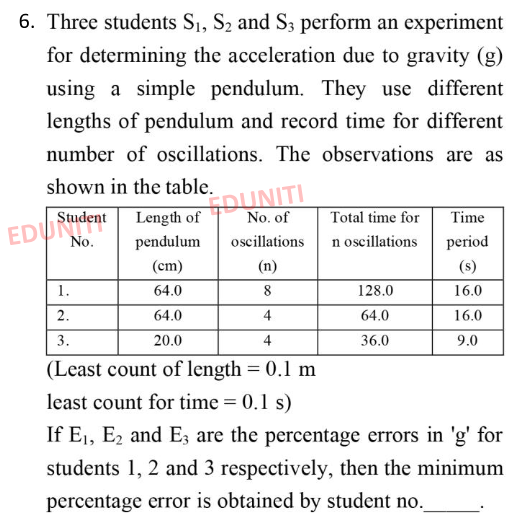 6. Three students S₁, S₂ and S₃ perform an experiment
for determining the acceleration due to gravity (g)
using a simple pendulum. They use different
lengths of pendulum and record time for different
number of oscillations. The observations are as
shown in the table.
EDUNITI
EDUNITI
Student No. Length of pendulum (cm) No. of oscillations (n) Total time for n oscillations Time period (s)
1. 64.0 8 128.0 16.0
2. 64.0 4 64.0 16.0
3. 20.0 4 36.0 9.0
(Least count of length = 0.1 m
least count for time = 0.1 s)
If E₁, E₂ and E₃ are the percentage errors in 'g' for
students 1, 2 and 3 respectively, then the minimum
percentage error is obtained by student no._____.